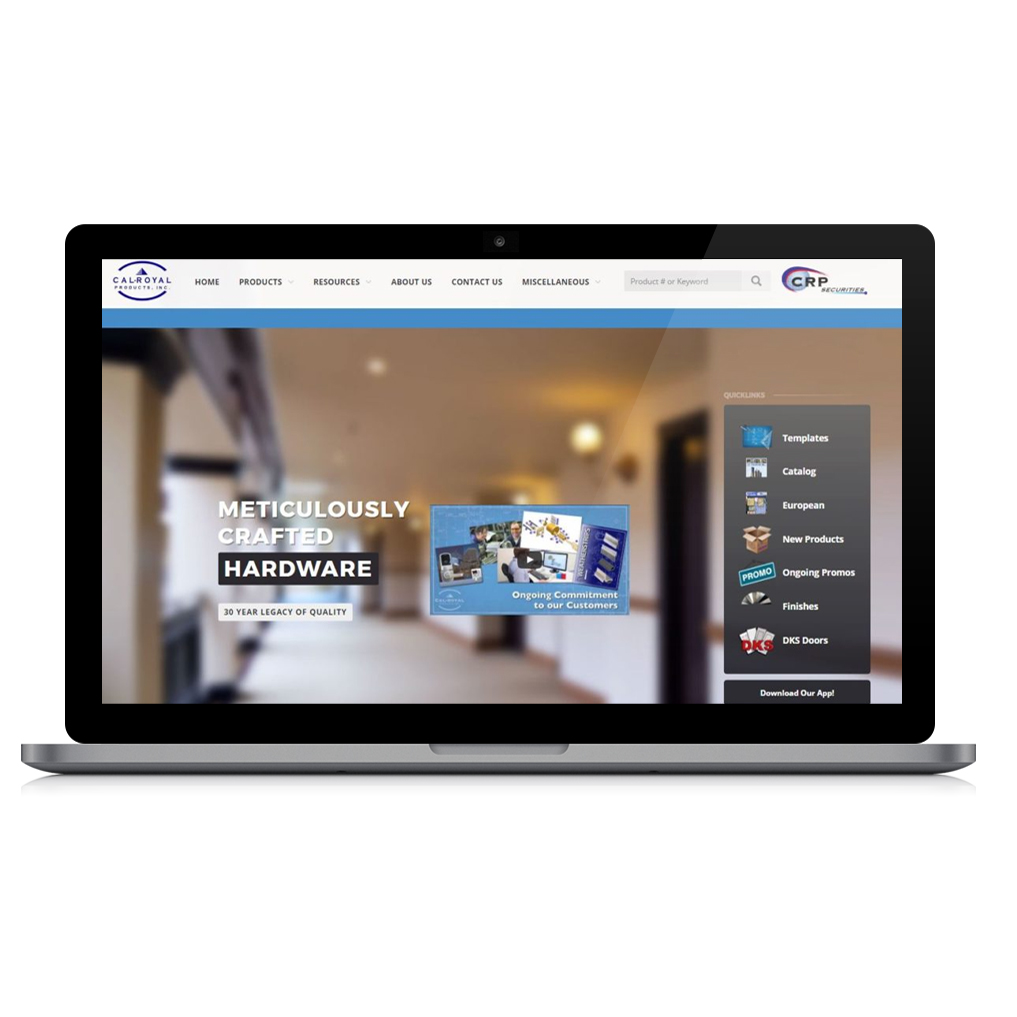 CAL-ROYAL
PRODUCTS, INC.
HOME
PRODUCTS
RESOURCES
ABOUT US
CONTACT US
MISCELLANEOUS
Product # or Keyword
CRP
SECURITIES
QUICKLINKS
Templates
Catalog
European
New Products
PROMO
Ongoing Promos
Finishes
DKS
DKS Doors
Download Our App!
METICULOUSLY
CRAFTED
HARDWARE
30 YEAR LEGACY OF QUALITY
Ongoing Commitment
to our Customers